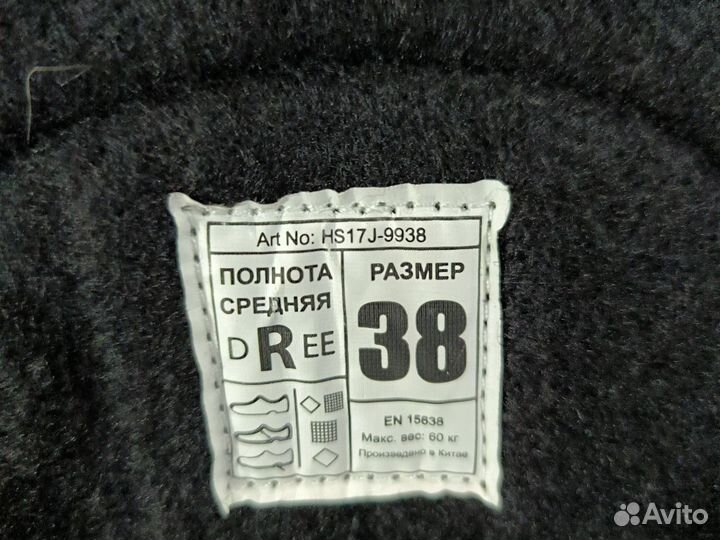 Art No: HS17J-9938
ПОЛНОТА
СРЕДНЯЯ
D R EE
РАЗМЕР
38
EN 15638
Макс. вес: 60 кг
Произведено в Китае
Avito